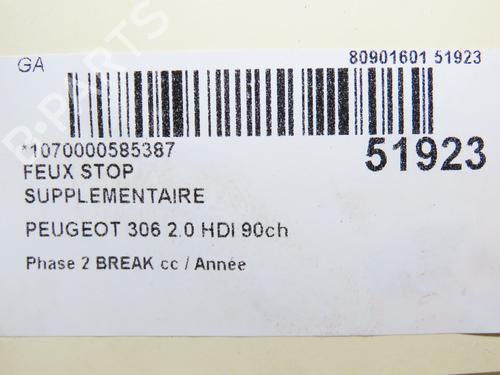 GA
80901601 51923
*1070000585387
51923
FEUX STOP
SUPPLEMENTAIRE
PEUGEOT 306 2.0 HDI 90ch
Phase 2 BREAK cc / Année
B-PARTS